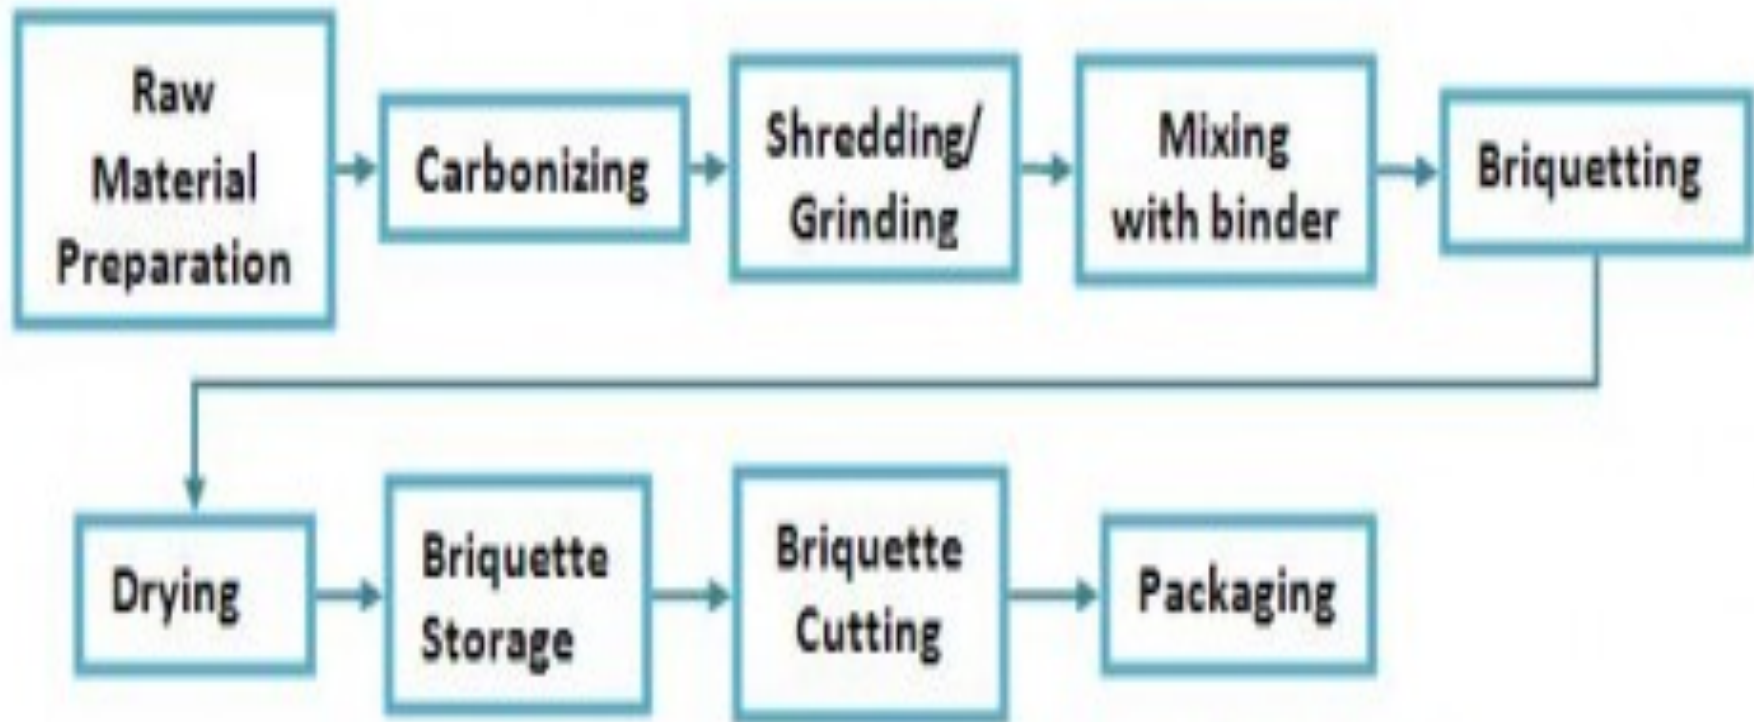 Raw
Material
Preparation
Carbonizing
Shredding/
Grinding
Mixing
with binder
Briquetting
Drying
Briquette
Storage
Briquette
Cutting
Packaging